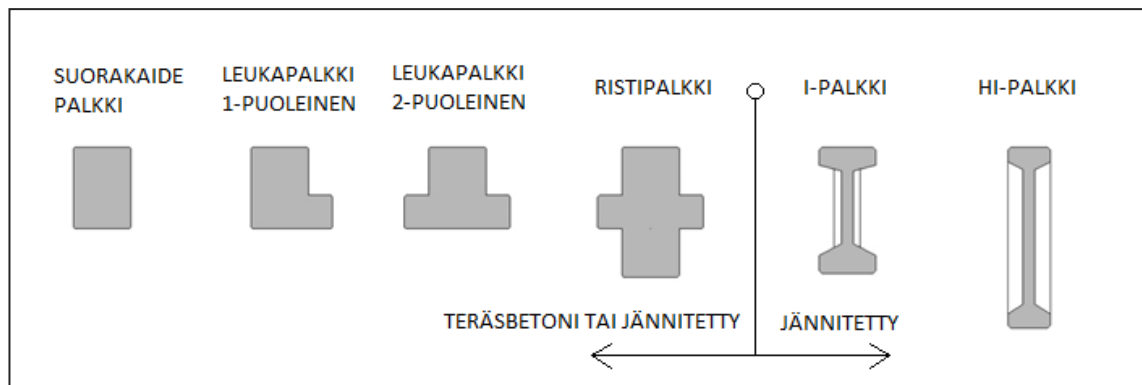 SUORAKAIDE
PALKKI
LEUKAPALKKI
1-PUOLEINEN
LEUKAPALKKI
2-PUOLEINEN
RISTIPALKKI
I-PALKKI
HI-PALKKI
TERÄSBETONI TAI JÄNNITETTY
JÄNNITETTY